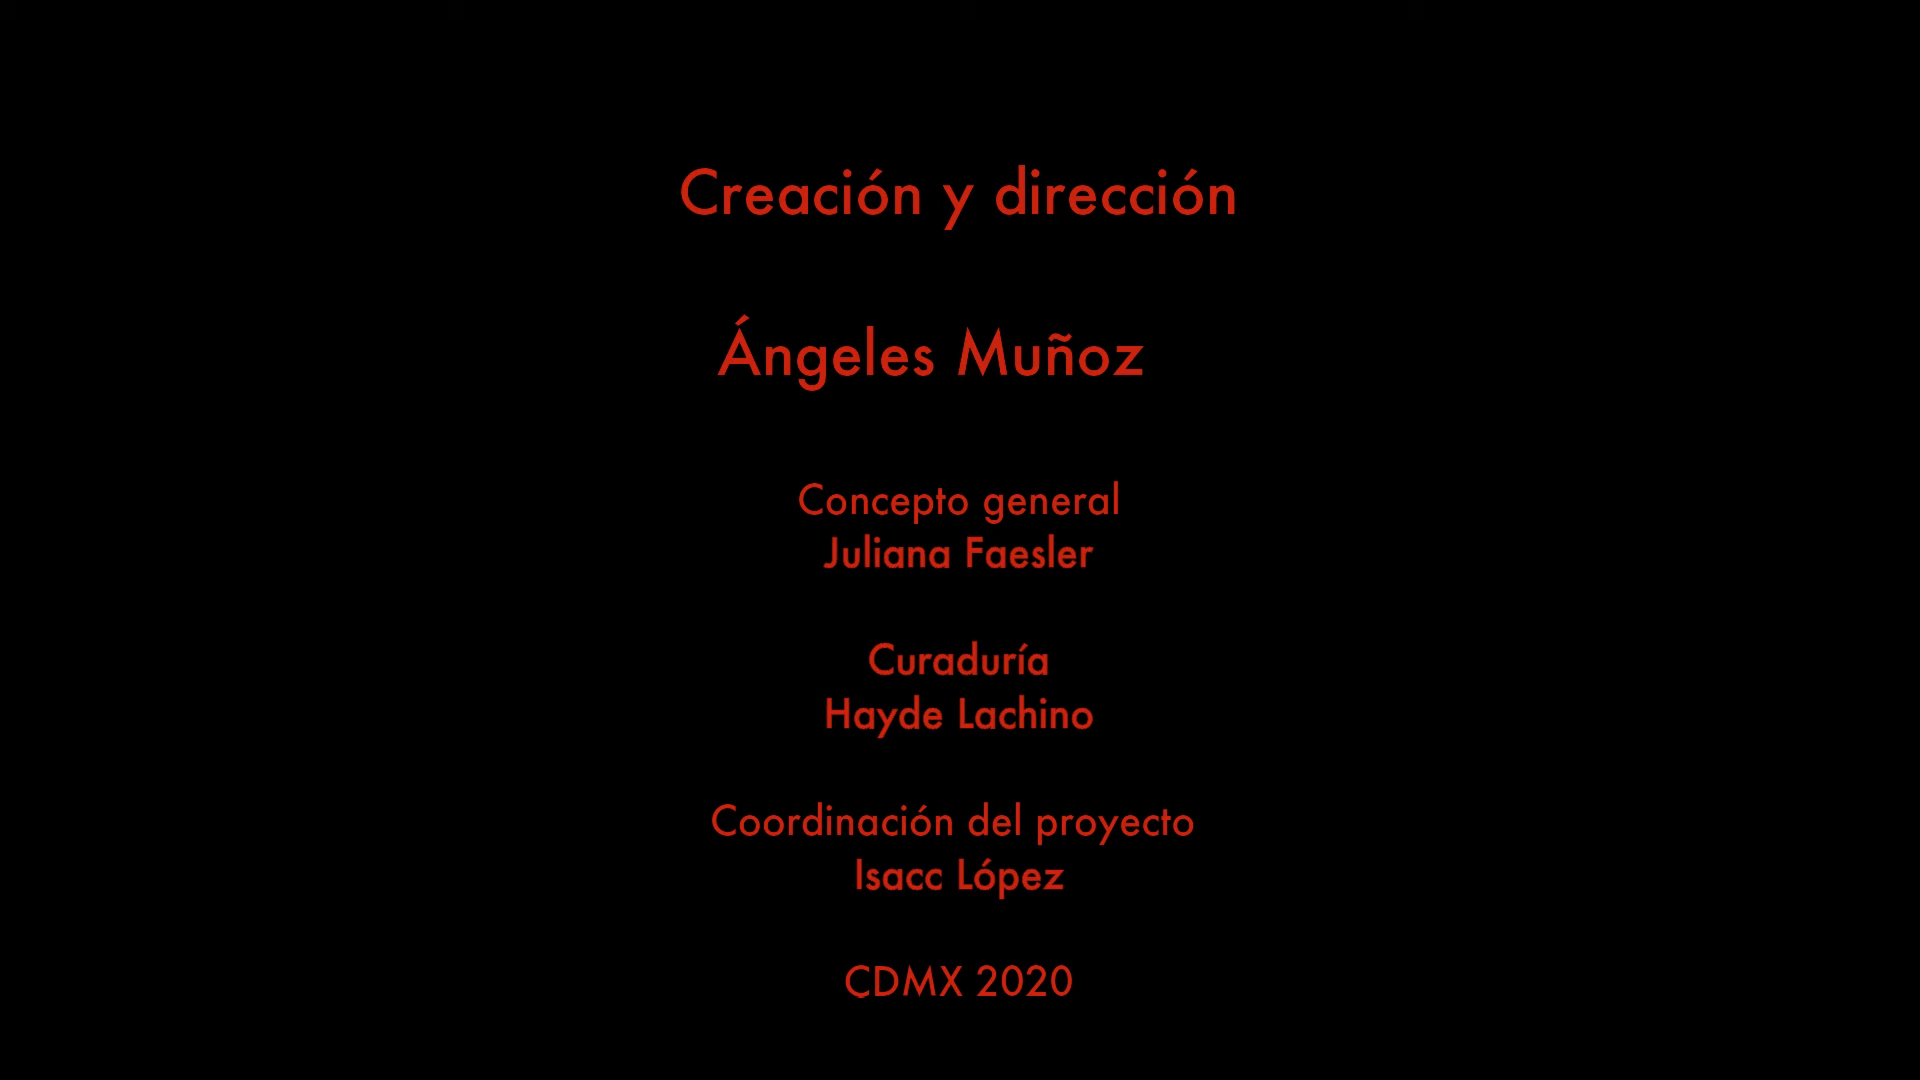 Creación y dirección
Ángeles Muñoz
Concepto general
Juliana Faesler
Curaduría
Hayde Lachino
Coordinación del proyecto
Isacc López
CDMX 2020